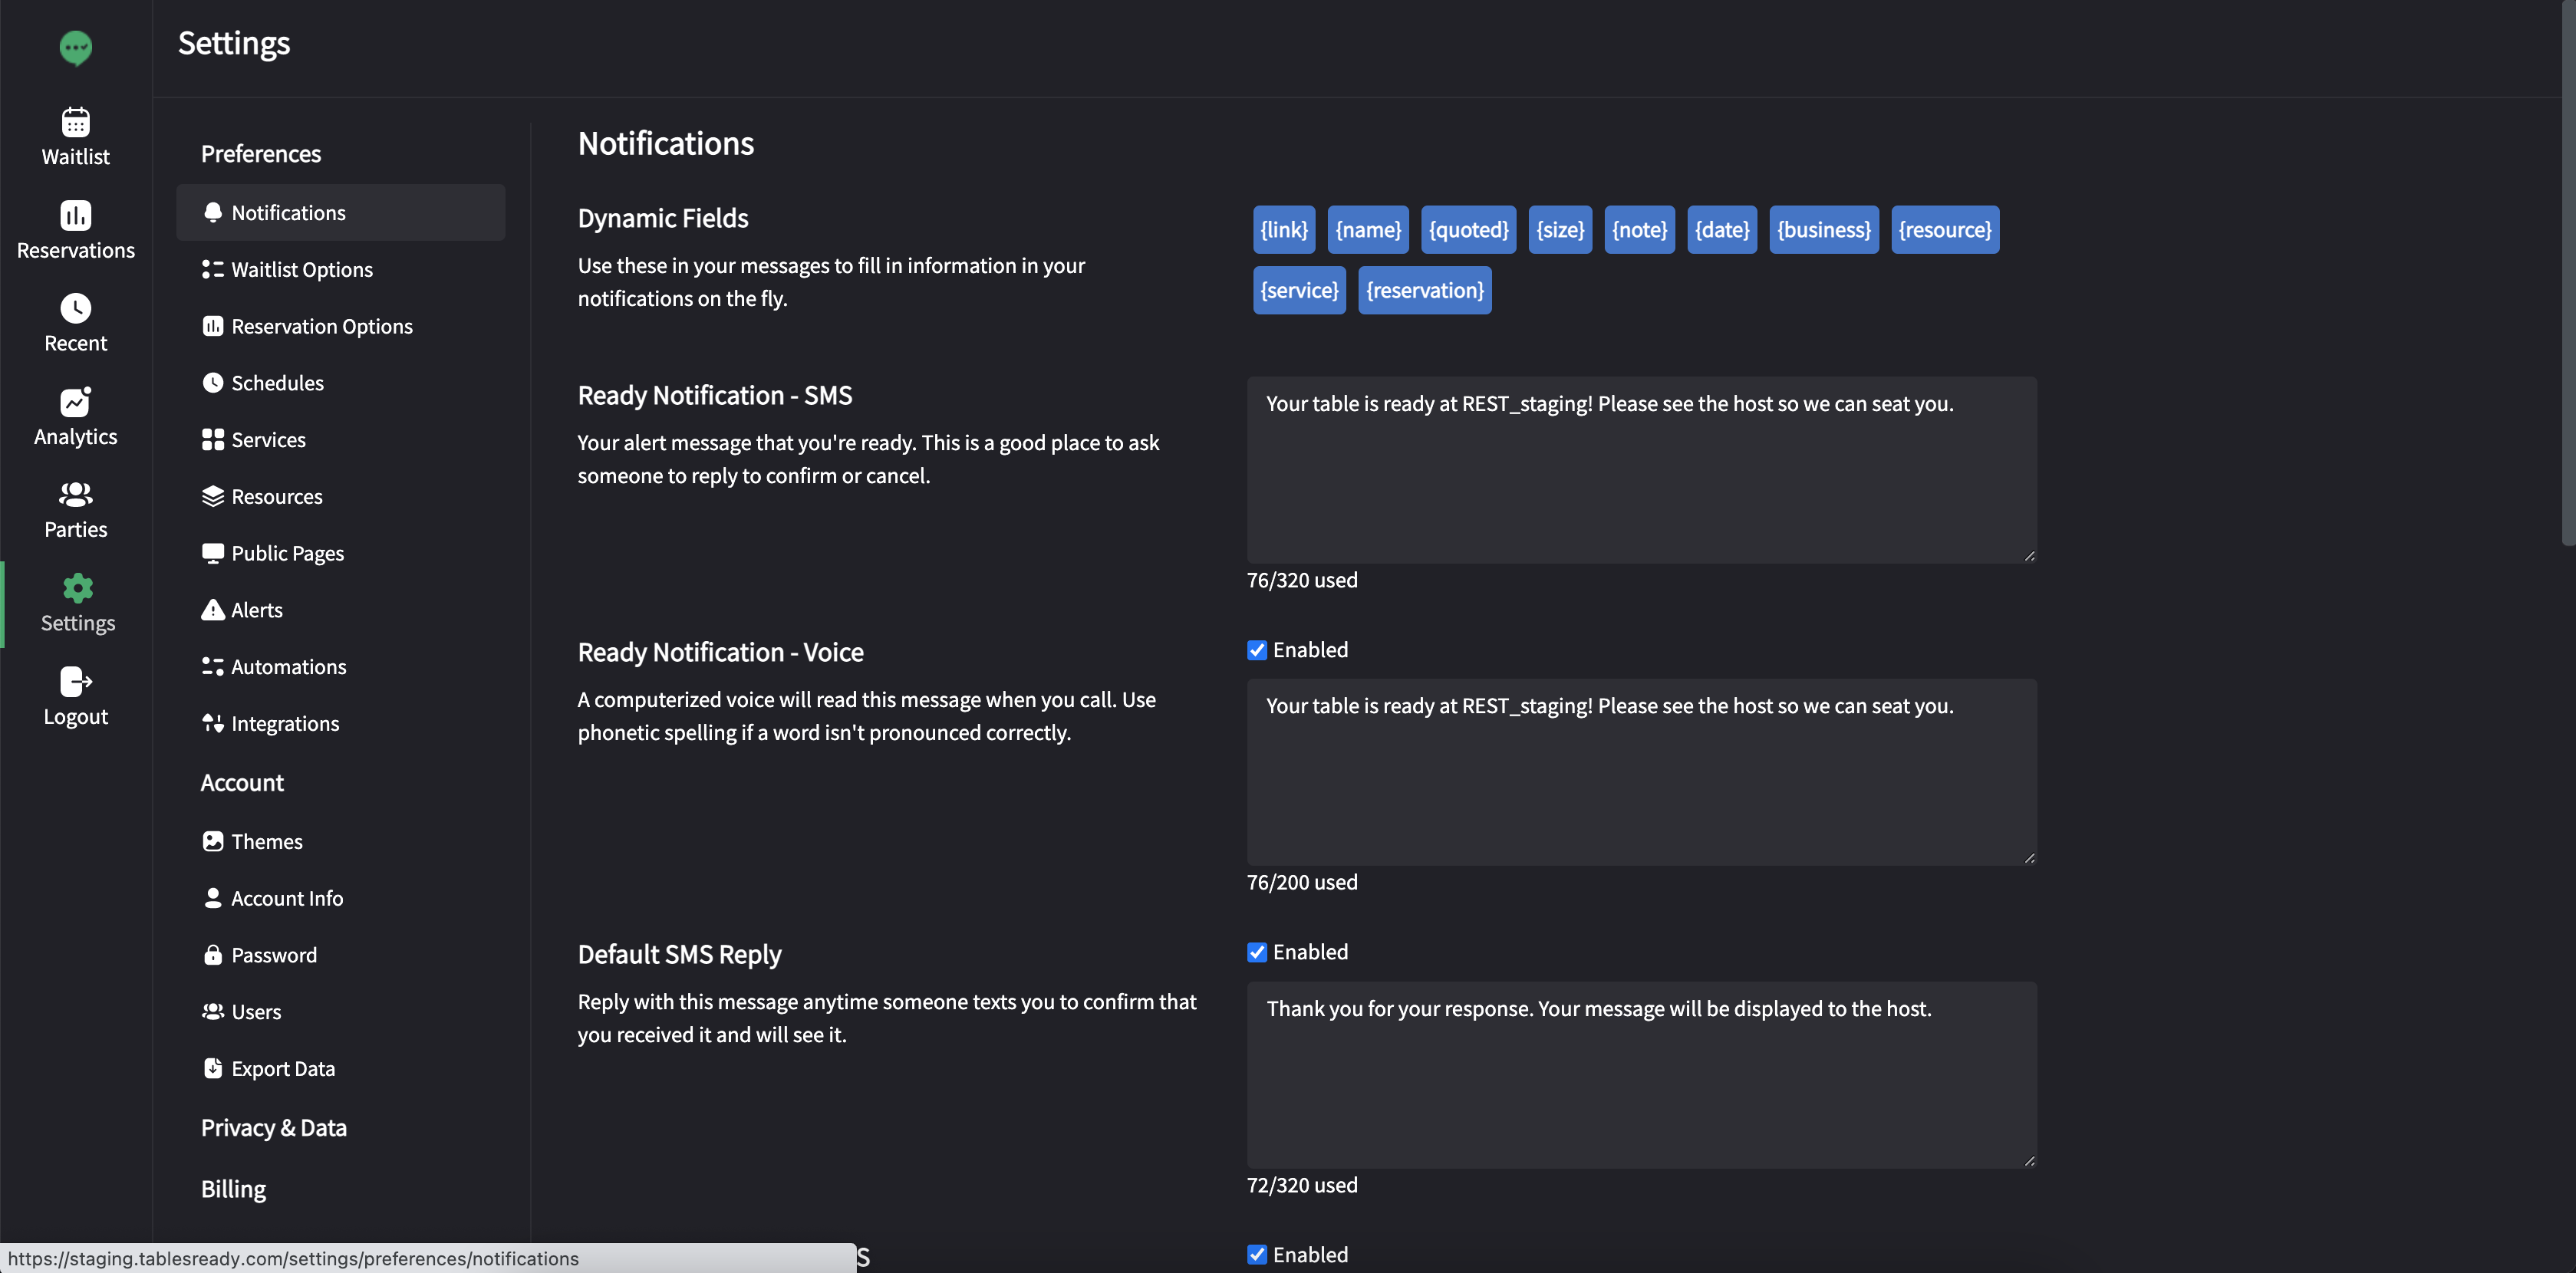 Settings
Waitlist
Reservations
Recent
Analytics
Parties
Settings
Logout
Preferences
Notifications
Waitlist Options
Reservation Options
Schedules
Services
Resources
Public Pages
Alerts
Automations
Integrations
Account
Themes
Account Info
Password
Users
Export Data
Privacy & Data
Billing
Notifications
Dynamic Fields
Use these in your messages to fill in information in your
notifications on the fly.
{link} {name} {quoted} {size} {note} {date} {business} {resource}
{service} {reservation}
Ready Notification - SMS
Your alert message that you're ready. This is a good place to ask
someone to reply to confirm or cancel.
Your table is ready at REST_staging! Please see the host so we can seat you.
76/320 used
Ready Notification - Voice
A computerized voice will read this message when you call. Use
phonetic spelling if a word isn't pronounced correctly.
Enabled
Your table is ready at REST_staging! Please see the host so we can seat you.
76/200 used
Default SMS Reply
Reply with this message anytime someone texts you to confirm that
you received it and will see it.
Enabled
Thank you for your response. Your message will be displayed to the host.
72/320 used
Enabled
https://staging.tablesready.com/settings/preferences/notifications